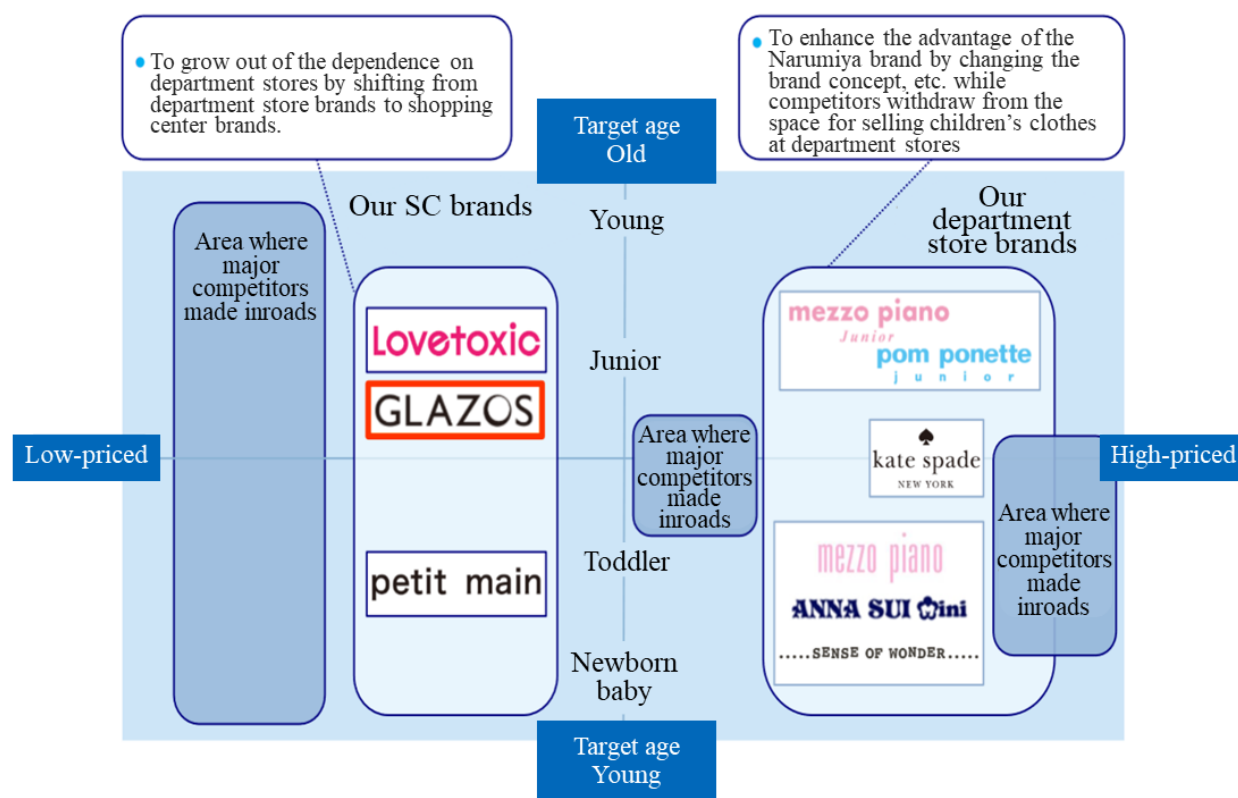 • To grow out of the dependence on
department stores by shifting from
department store brands to shopping
center brands.
• To enhance the advantage of the
Narumiya brand by changing the
brand concept, etc. while
competitors withdraw from the
space for selling children’s clothes
at department stores
Target age
Old
Our SC brands
Young
Our
department
store brands
Area where
major
competitors
made inroads
Lovetoxic
GLAZOS
petit main
Junior
Toddler
Newborn
baby
Area where
major
competitors
made
inroads
mezzo piano
Junior
pom ponette
junior
kate spade
NEW YORK
mezzo piano
ANNA SUI mini
.....SENSE OF WONDER.....
Area where
major
competitors
made
inroads
Low-priced
High-priced
Target age
Young